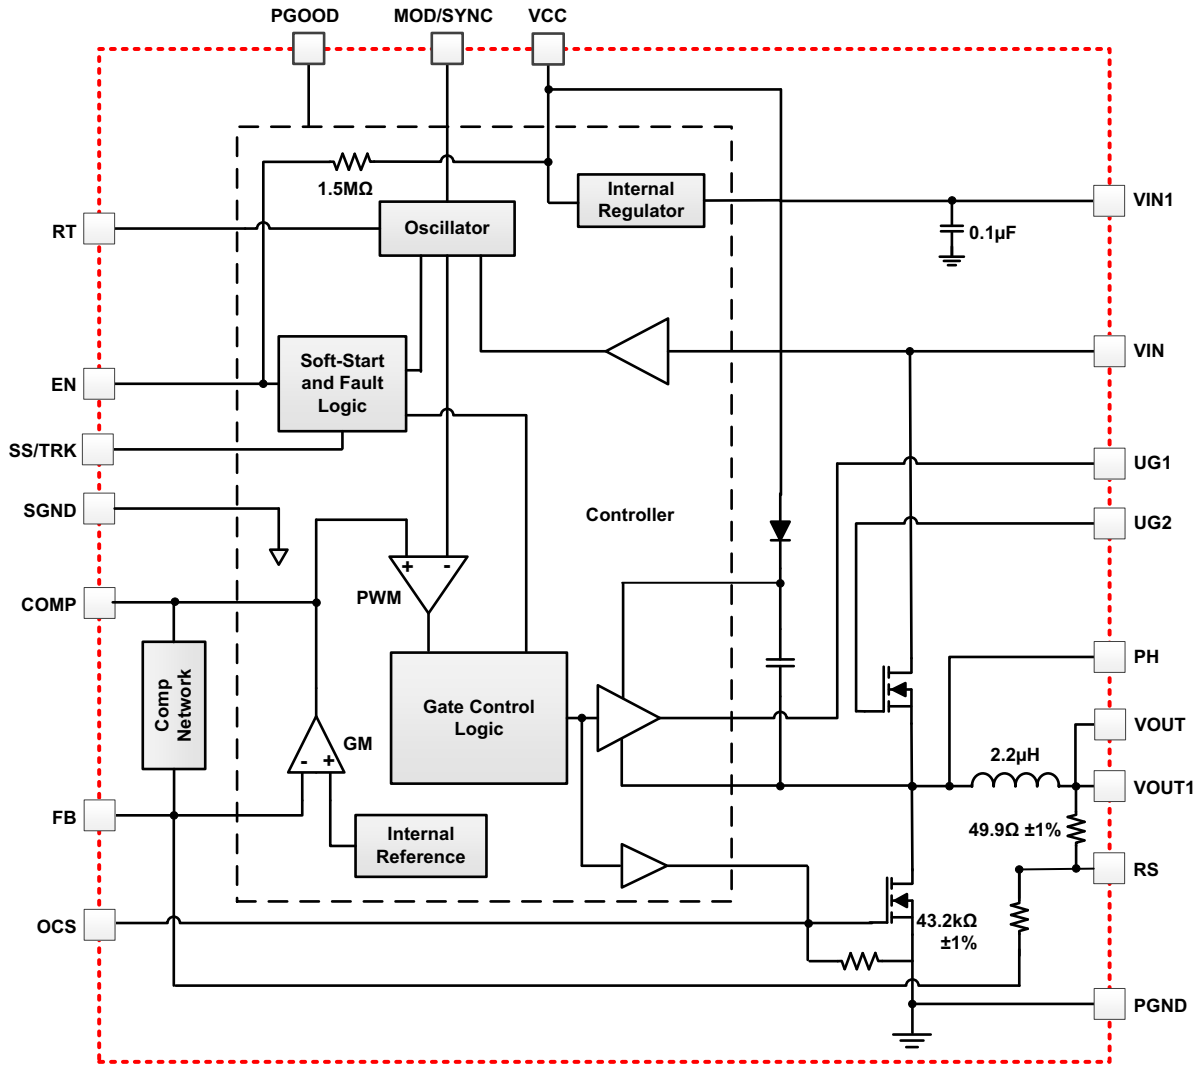 PGOOD
MOD/SYNC
VCC
1.5MΩ
Internal
Regulator
VIN1
0.1µF
RT
Oscillator
VIN
EN
Soft-Start
and Fault
Logic
SS/TRK
UG1
SGND
Controller
UG2
+ -
PWM
COMP
PH
Comp
Network
Gate Control
Logic
VOUT
GM
- +
2.2µH
VOUT1
FB
49.9Ω ±1%
Internal
Reference
RS
OCS
43.2kΩ
±1%
PGND